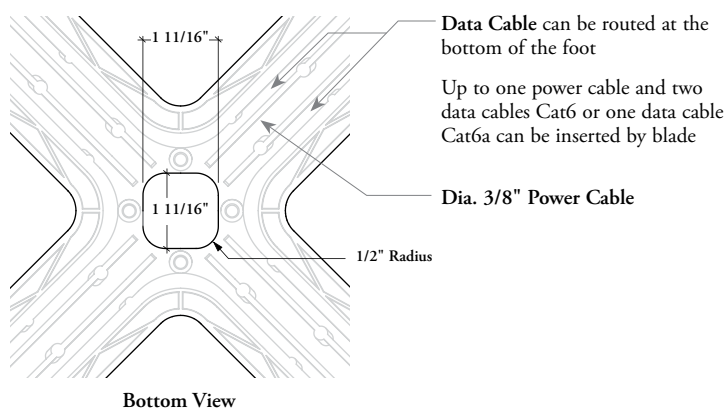 1 11/16"
Data Cable can be routed at the
bottom of the foot
Up to one power cable and two
data cables Cat6 or one data cable
Cat6a can be inserted by blade
Dia. 3/8" Power Cable
1 11/16"
1/2" Radius
Bottom View